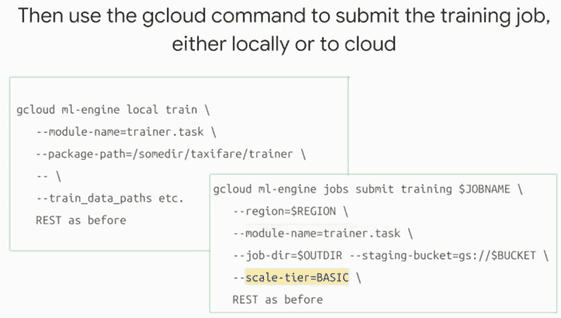 Then use the gcloud command to submit the training job,
either locally or to cloud
gcloud ml-engine local train \
--module-name=trainer.task \
--package-path=/somedir/taxifare/trainer \
-- \
--train_data_paths etc.
REST as before
gcloud ml-engine jobs submit training $JOBNAME \
--region=$REGION \
--module-name=trainer.task \
--job-dir=$OUTDIR --staging-bucket=gs://$BUCKET \
--scale-tier=BASIC \
REST as before